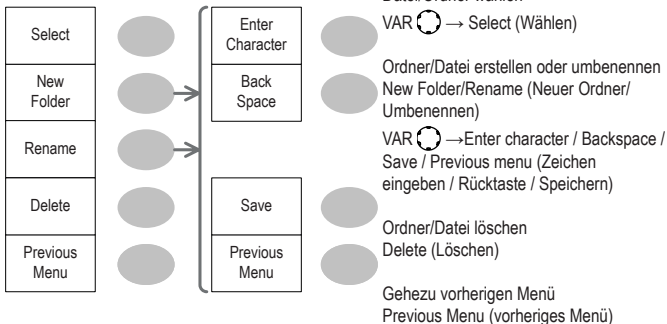 Select
New
Folder
Rename
Delete
Previous
Menu
Enter
Character
Back
Space
Save
Previous
Menu
Datei/Ordner wählen
VAR → Select (Wählen)
Ordner/Datei erstellen oder umbenennen
New Folder/Rename (Neuer Ordner/
Umbenennen)
VAR →Enter character / Backspace /
Save / Previous menu (Zeichen
eingeben / Rücktaste / Speichern)
Ordner/Datei löschen
Delete (Löschen)
Gehezu vorherigen Menü
Previous Menu (vorheriges Menü)